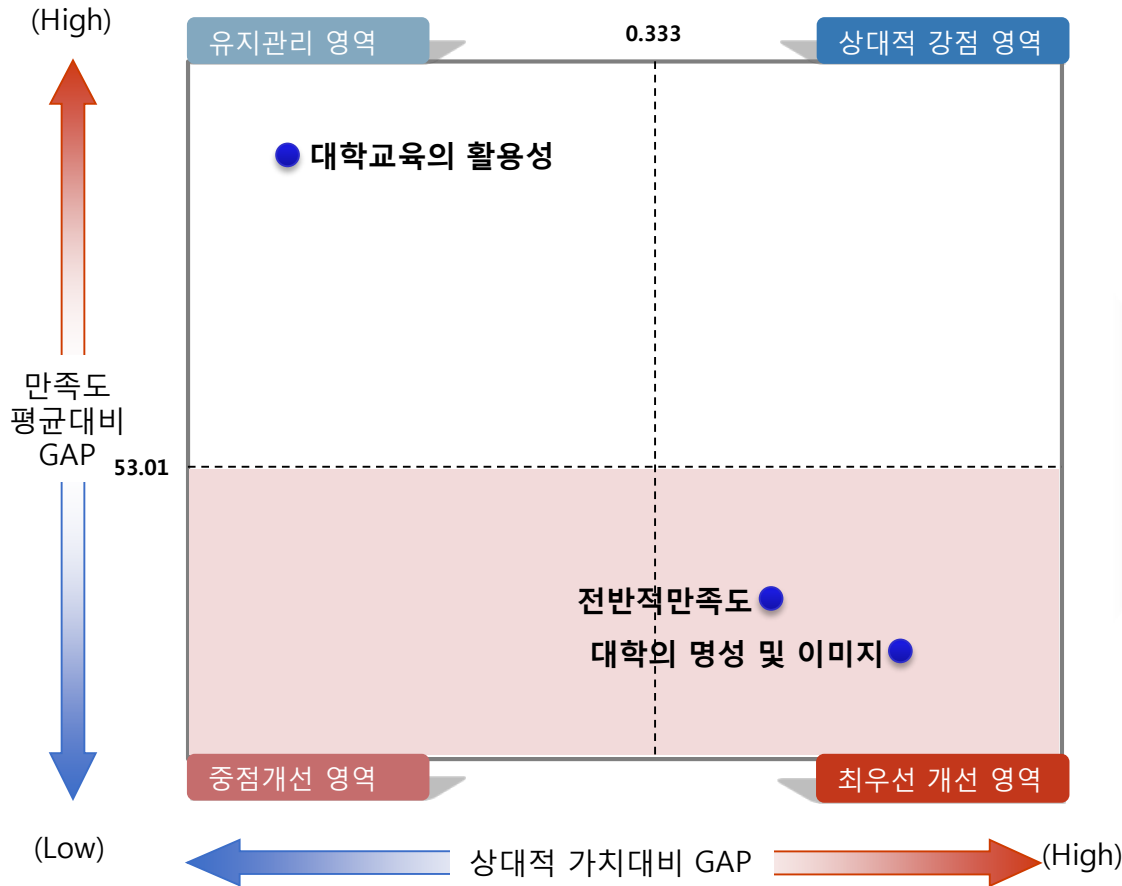 (High)
유지관리 영역
0.333
상대적 강점 영역
대학교육의 활용성
만족도
평균대비
GAP
53.01
전반적만족도
대학의 명성 및 이미지
중점개선 영역
최우선 개선 영역
(Low)
상대적 가치대비 GAP
(High)